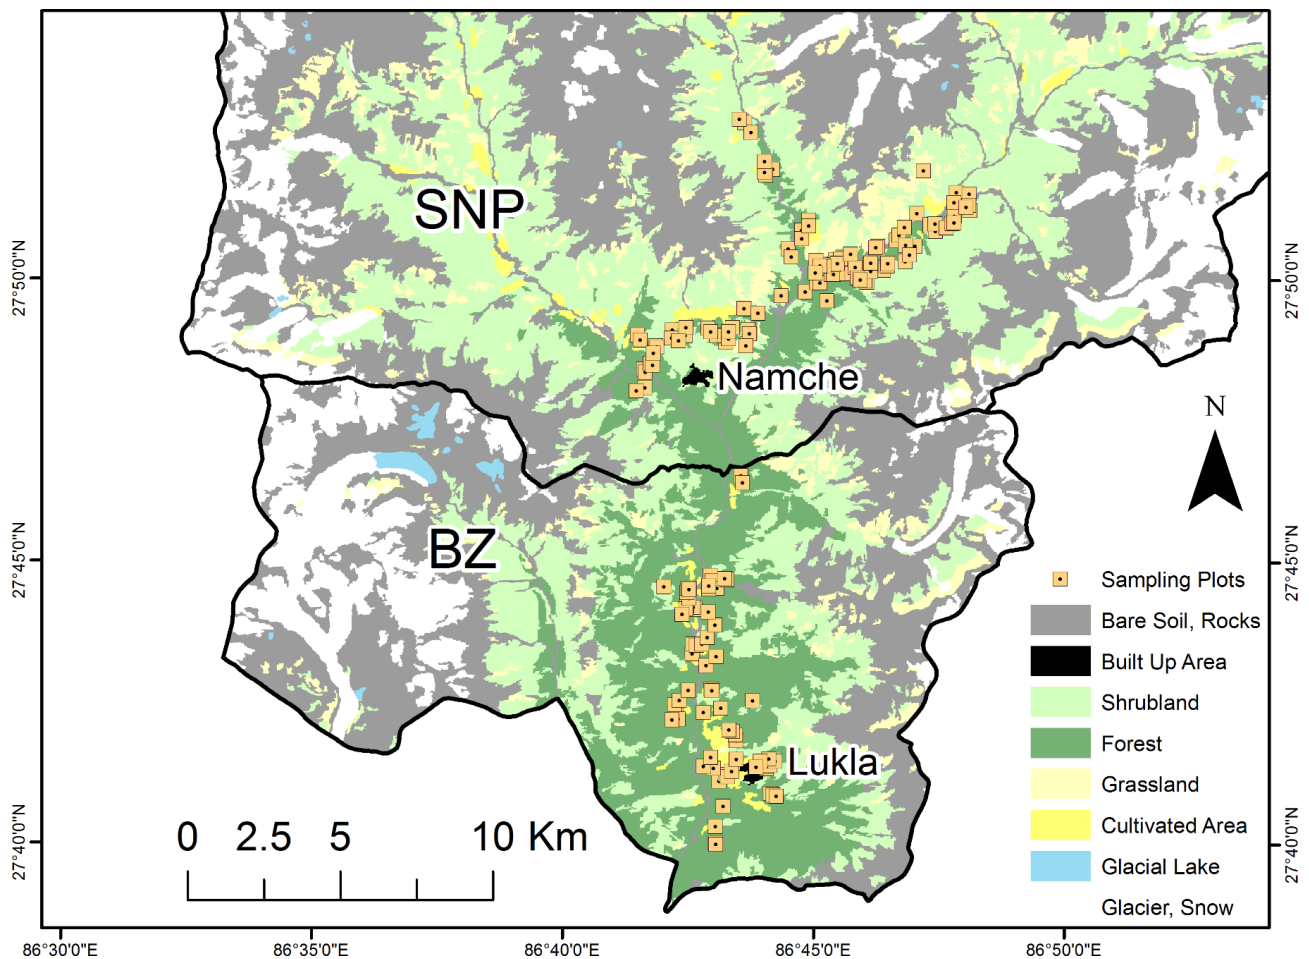 SNP
27°50'0"N
27°50'0"N
Namche
N
BZ
27°45'0"N
27°45'0"N
Sampling Plots
Bare Soil, Rocks
Built Up Area
Shrubland
Forest
Lukla
Grassland
Cultivated Area
0 2.5 5 10 Km
27°40'0"N
27°40'0"N
Glacial Lake
Glacier, Snow
86°30'0"E 86°35'0"E 86°40'0"E 86°45'0"E 86°50'0"E